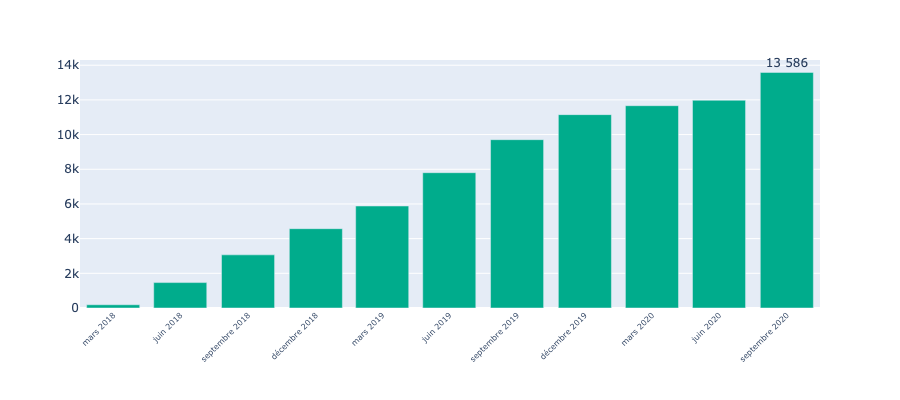 13 586
14k
12k
10k
8k
6k
4k
2k
0
mars 2018
juin 2018
septembre 2018
décembre 2018
mars 2019
juin 2019
septembre 2019
décembre 2019
mars 2020
juin 2020
septembre 2020